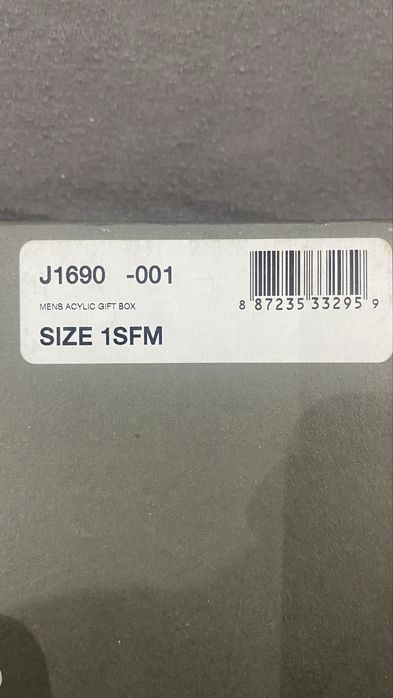 J1690 -001
MENS ACYLIC GIFT BOX
SIZE 1SFM
8 87235 33295 9